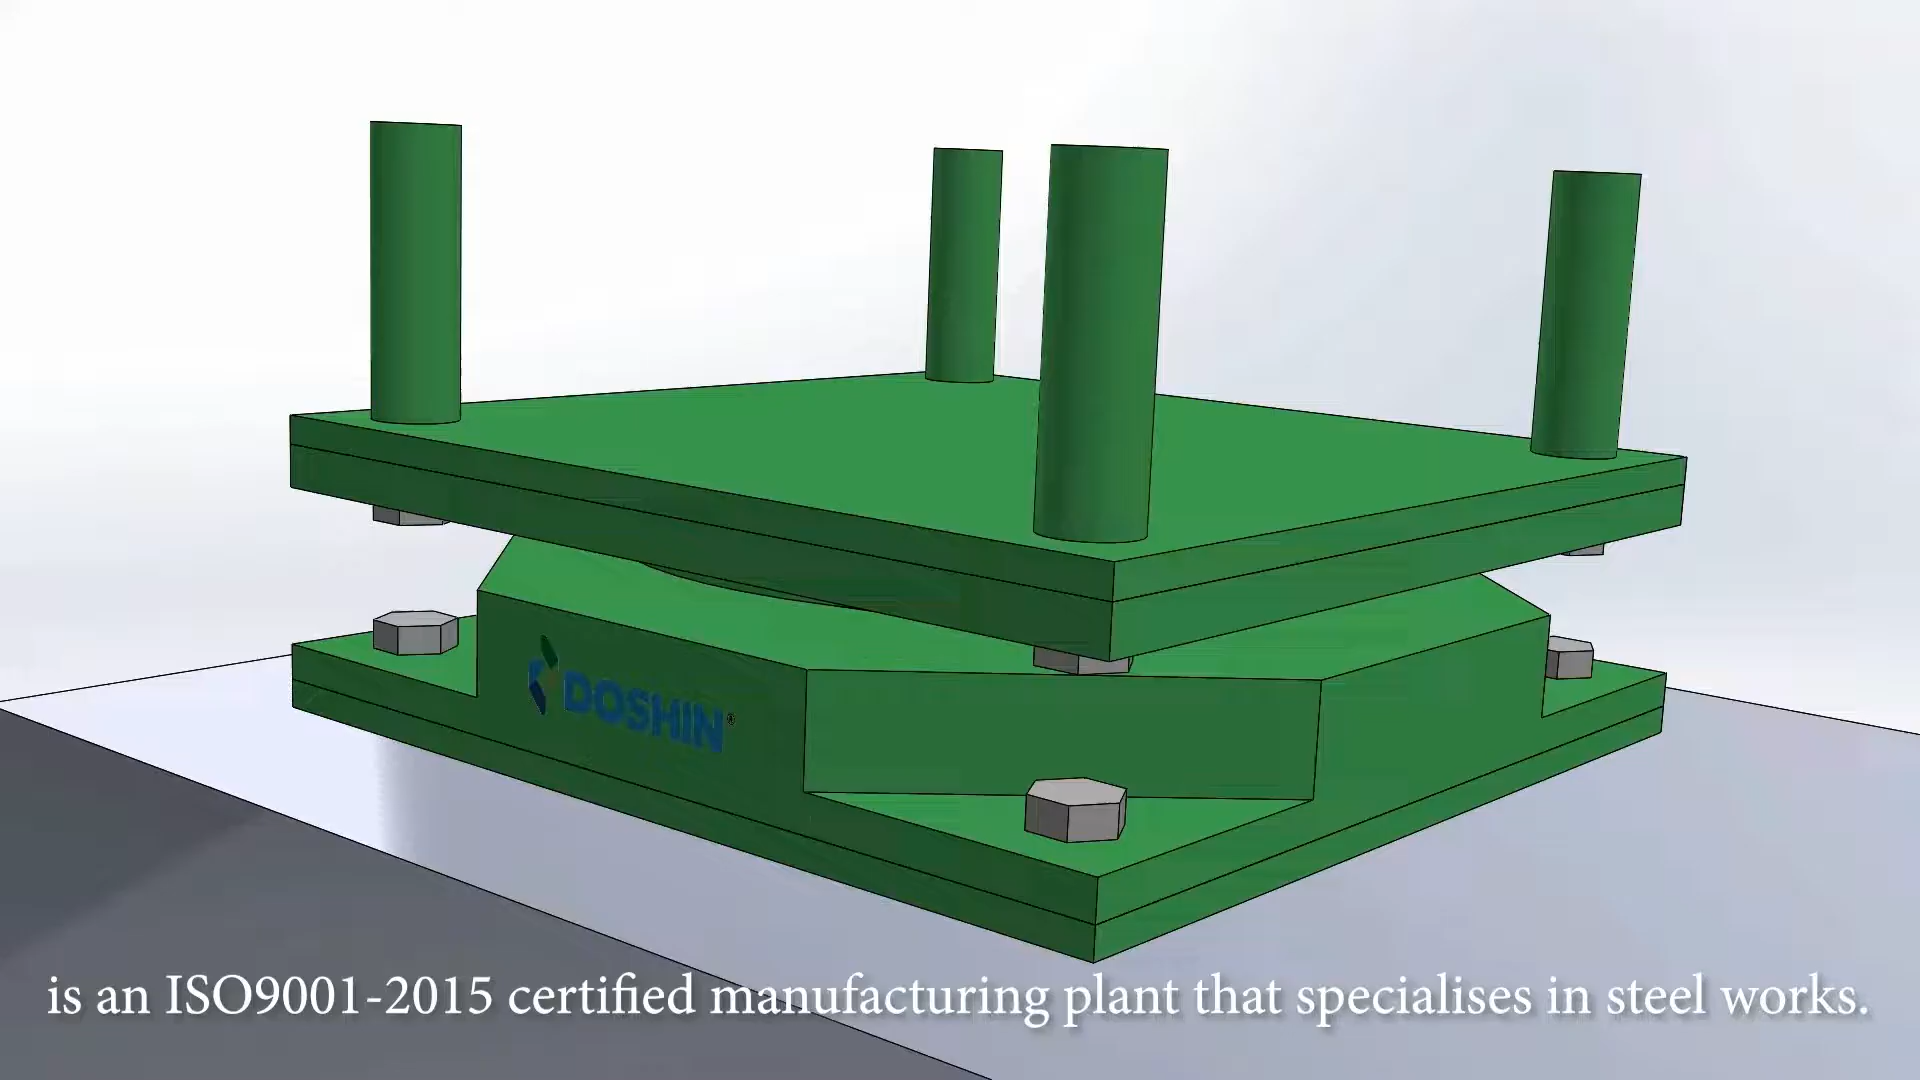 DOSHIN®
is an ISO9001-2015 certified manufacturing plant that specialises in steel works.